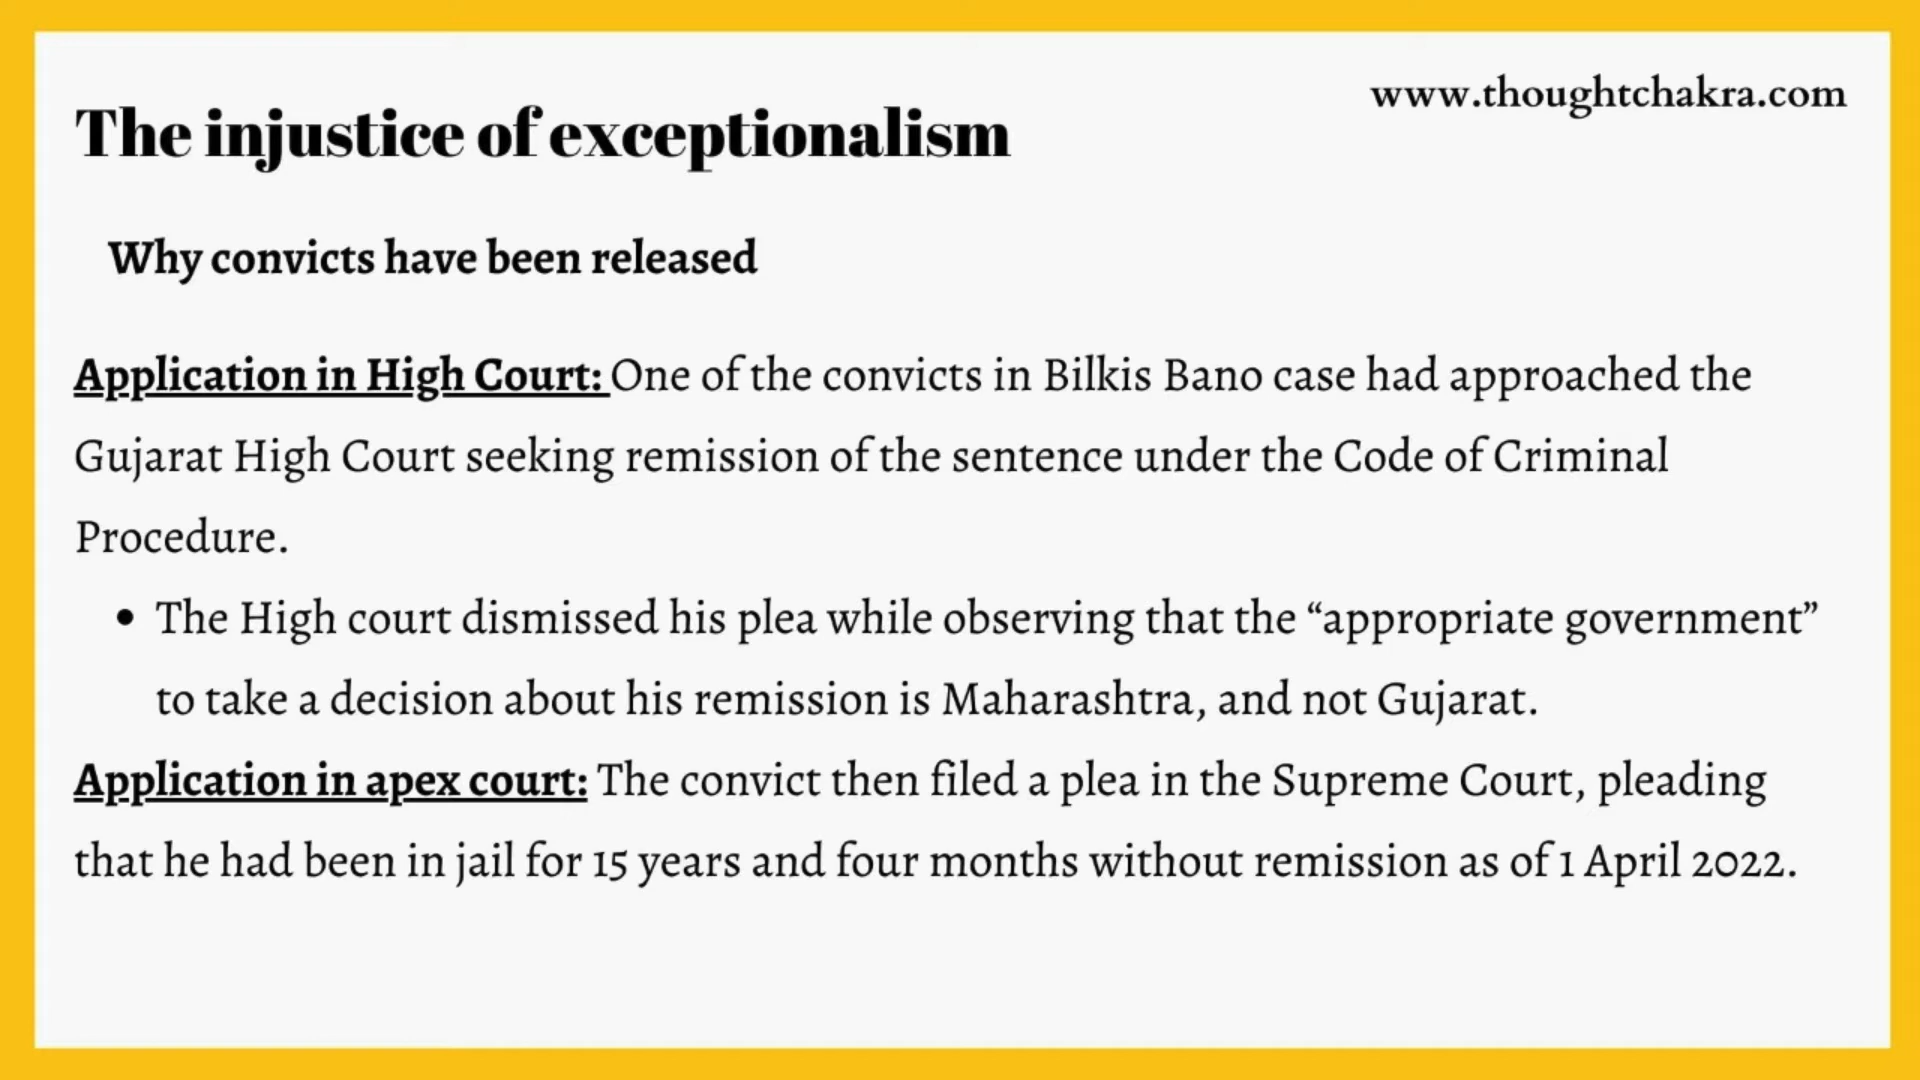 www.thoughtchakra.com
The injustice of exceptionalism
Why convicts have been released
Application in High Court: One of the convicts in Bilkis Bano case had approached the
Gujarat High Court seeking remission of the sentence under the Code of Criminal
Procedure.
• The High court dismissed his plea while observing that the “appropriate government”
to take a decision about his remission is Maharashtra, and not Gujarat.
Application in apex court: The convict then filed a plea in the Supreme Court, pleading
that he had been in jail for 15 years and four months without remission as of 1 April 2022.